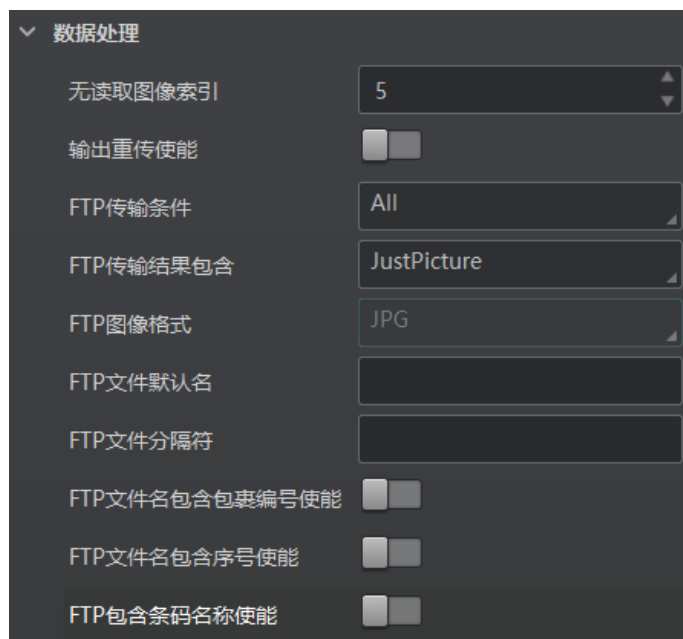 数据处理
无读取图像索引 5
输出重传使能
FTP传输条件 All
FTP传输结果包含 JustPicture
FTP图像格式 JPG
FTP文件默认名
FTP文件分隔符
FTP文件名包含包裹编号使能
FTP文件名包含序号使能
FTP包含条码名称使能